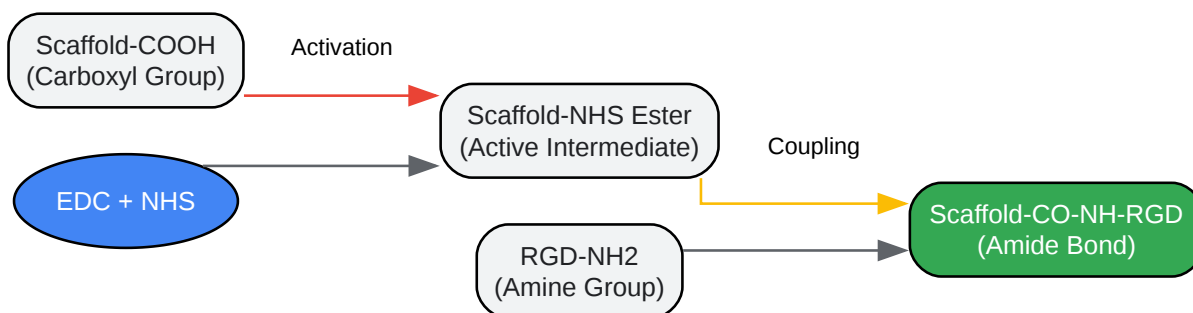 Scaffold-COOH
(Carboxyl Group)
Activation
EDC + NHS
Scaffold-NHS Ester
(Active Intermediate)
Coupling
RGD-NH2
(Amine Group)
Scaffold-CO-NH-RGD
(Amide Bond)